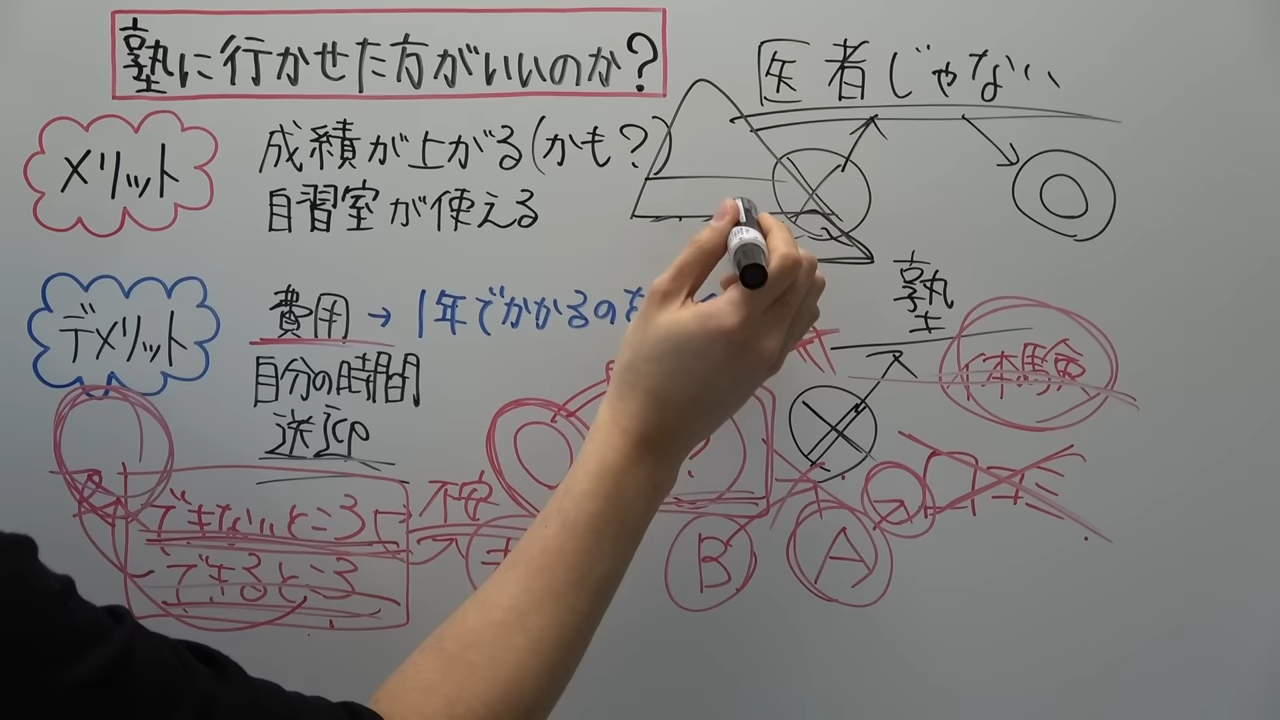 塾に行かせた方がいいのか?
医者じゃない
メリット
成績が上がる(かも?)
自習室が使える
塾
デメリット
費用→1年でかかるのを
自分の時間
送迎
体験
できないところ
不安
できるところ
B
A
口コミ